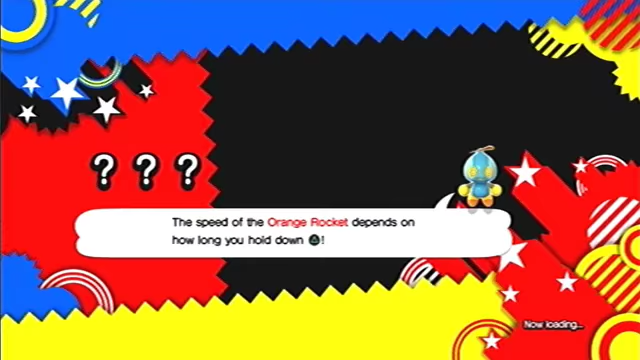 ? ? ?
The speed of the Orange Rocket depends on
how long you hold down △!
Now loading...